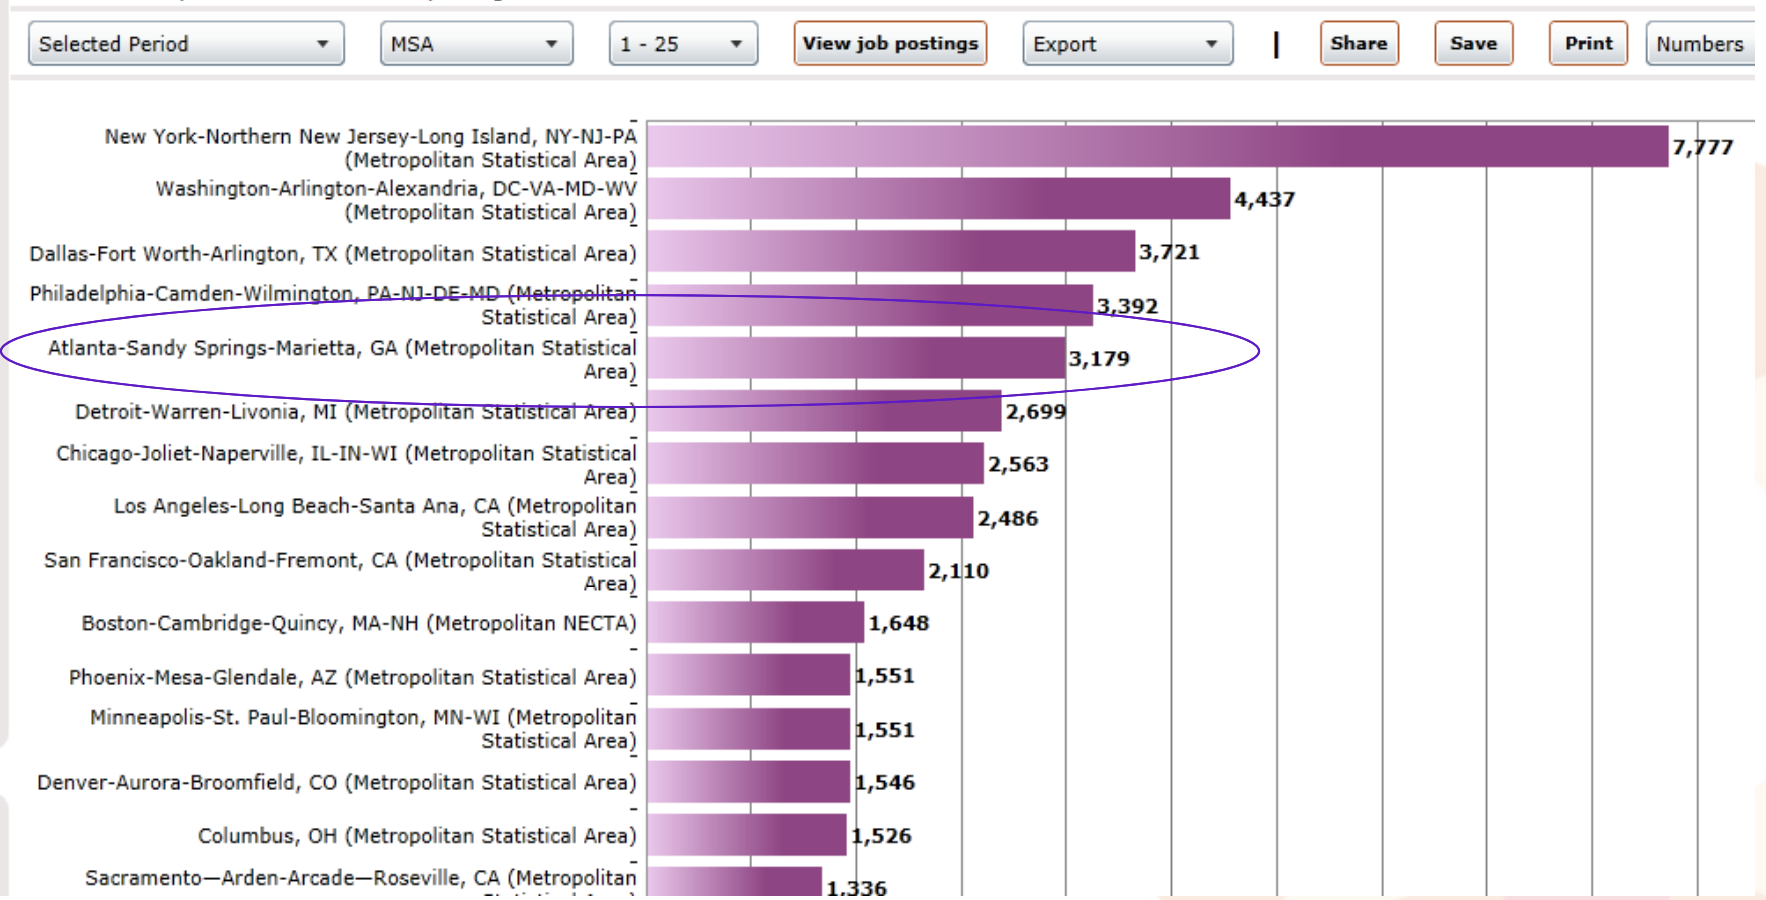 Selected Period
MSA
1 - 25
View job postings
Export
|
Share
Save
Print
Numbers
New York-Northern New Jersey-Long Island, NY-NJ-PA
(Metropolitan Statistical Area)
7,777
Washington-Arlington-Alexandria, DC-VA-MD-WV
(Metropolitan Statistical Area)
4,437
Dallas-Fort Worth-Arlington, TX (Metropolitan Statistical Area)
3,721
Philadelphia-Camden-Wilmington, PA-NJ-DE-MD (Metropolitan
Statistical Area)
3,392
Atlanta-Sandy Springs-Marietta, GA (Metropolitan Statistical
Area)
3,179
Detroit-Warren-Livonia, MI (Metropolitan Statistical Area)
2,699
Chicago-Joliet-Naperville, IL-IN-WI (Metropolitan Statistical
Area)
2,563
Los Angeles-Long Beach-Santa Ana, CA (Metropolitan
Statistical Area)
2,486
San Francisco-Oakland-Fremont, CA (Metropolitan Statistical
Area)
2,110
Boston-Cambridge-Quincy, MA-NH (Metropolitan NECTA)
1,648
Phoenix-Mesa-Glendale, AZ (Metropolitan Statistical Area)
1,551
Minneapolis-St. Paul-Bloomington, MN-WI (Metropolitan
Statistical Area)
1,551
Denver-Aurora-Broomfield, CO (Metropolitan Statistical Area)
1,546
Columbus, OH (Metropolitan Statistical Area)
1,526
Sacramento—Arden-Arcade—Roseville, CA (Metropolitan
1,336